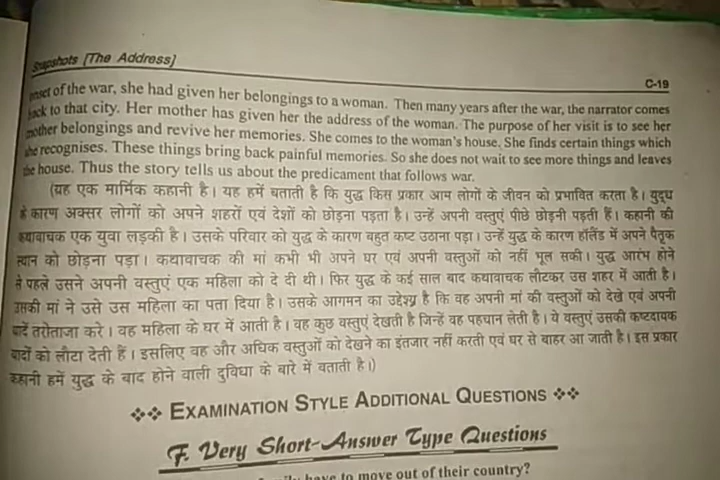 Snapshots [The Address]
C-19
of the war, she had given her belongings to a woman. Then many years after the war, the narrator comes
back to that city. Her mother has given her the address of the woman. The purpose of her visit is to see her
mother belongings and revive her memories. She comes to the woman's house. She finds certain things which
she recognises. These things bring back painful memories. So she does not wait to see more things and leaves
the house. Thus the story tells us about the predicament that follows war.
(यह एक मार्मिक कहानी है। यह हमें बताती है कि युद्ध किस प्रकार आम लोगों के जीवन को प्रभावित करता है। युद्ध
के कारण अक्सर लोगों को अपने शहरों एवं देशों को छोड़ना पड़ता है। उन्हें अपनी वस्तुएं पीछे छोड़नी पड़ती हैं। कहानी की
कथावाचक एक युवा लड़की है। उसके परिवार को युद्ध के कारण बहुत कष्ट उठाना पड़ा। उन्हें युद्ध के कारण हॉलैंड में अपने पैतृक
स्थान को छोड़ना पड़ा। कथावाचक की मां कभी भी अपने घर एवं अपनी वस्तुओं को नहीं भूल सकी। युद्ध आरंभ होने
से पहले उसने अपनी वस्तुएं एक महिला को दे दी थी। फिर युद्ध के कई साल बाद कथावाचक लौटकर उस शहर में आती है।
उसकी मां ने उसे उस महिला का पता दिया है। उसके आगमन का उद्देश्य है कि वह अपनी मां की वस्तुओं को देखे एवं अपनी
यादें तरोताजा करे। वह महिला के घर में आती है। वह कुछ वस्तुएं देखती है जिन्हें वह पहचान लेती है। ये वस्तुएं उसकी कष्टदायक
यादों को लौटा देती हैं। इसलिए वह और अधिक वस्तुओं को देखने का इंतजार नहीं करती एवं घर से बाहर आ जाती है। इस प्रकार
कहानी हमें युद्ध के बाद होने वाली दुविधा के बारे में बताती है।)
EXAMINATION STYLE ADDITIONAL QUESTIONS
F. Very Short-Answer Type Questions
have to move out of their country?